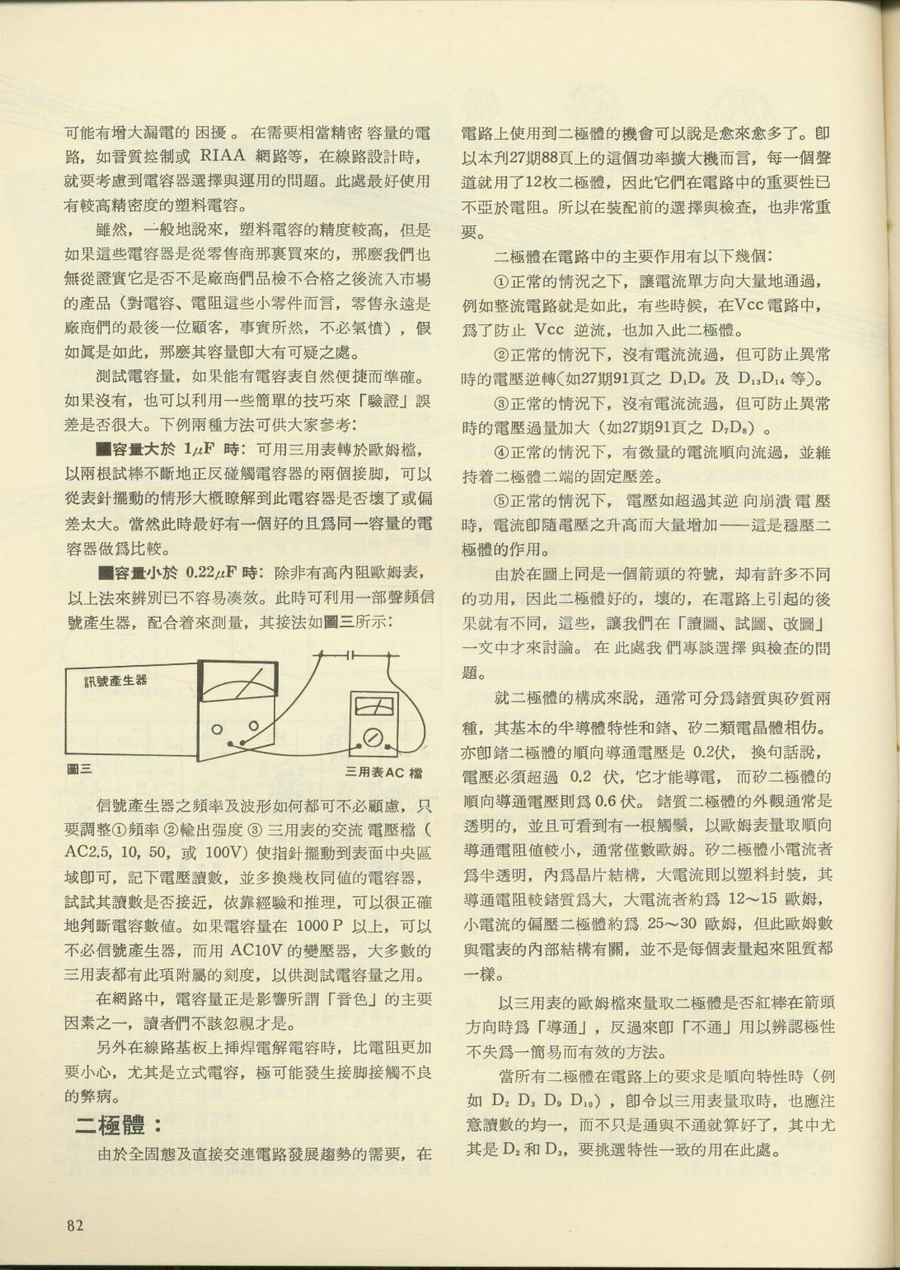 可能有增大漏電的困擾。在需要相當精密容量的電
路，如音質控制或 RIAA 網路等，在線路設計時，
就要考慮到電容器選擇與運用的問題。此處最好使用
有較高精密度的塑料電容。
雖然，一般地說來，塑料電容的精度較高，但是
如果這些電容器是從零售商那裏買來的，那麽我們也
無從證實它是否不是廠商們品檢不合格之後流入市場
的產品（對電容、電阻這些小零件而言，零售永遠是
廠商們的最後一位顧客，事實所然，不必氣憤），假
如眞是如此，那麽其容量卽大有可疑之處。
測試電容量，如果能有電容表自然便捷而準確。
如果沒有，也可以利用一些簡單的技巧來「驗證」誤
差是否很大。下例兩種方法可供大家參考：
■容量大於 1μF 時：可用三用表轉於歐姆檔，
以兩根試棒不斷地正反碰觸電容器的兩個接脚，可以
從表針擺動的情形大概瞭解到此電容器是否壞了或偏
差太大。當然此時最好有一個好的且爲同一容量的電
容器做爲比較。
■容量小於 0.22μF 時：除非有高內阻歐姆表，
以上法來辨別已不容易凑效。此時可利用一部聲頻信
號產生器，配合着來測量，其接法如圖三所示：
訊號產生器
圖三
三用表AC 檔
信號產生器之頻率及波形如何都可不必顧慮，只
要調整①頻率②輸出强度③三用表的交流電壓檔（
AC2.5, 10, 50, 或 100V）使指針擺動到表面中央區
域卽可，記下電壓讀數，並多換幾枚同値的電容器，
試試其讀數是否接近，依靠經驗和推理，可以很正確
地判斷電容數値。如果電容量在 1000 P 以上，可以
不必信號產生器，而用 AC10V 的變壓器，大多數的
三用表都有此項附屬的刻度，以供測試電容量之用。
在網路中，電容量正是影響所謂「音色」的主要
因素之一，讀者們不該忽視才是。
另外在線路基板上揷焊電解電容時，比電阻更加
要小心，尤其是立式電容，極可能發生接脚接觸不良
的弊病。
二極體：
由於全固態及直接交連電路發展趨勢的需要，在
電路上使用到二極體的機會可以說是愈來愈多了。卽
以本刋27期88頁上的這個功率擴大機而言，每一個聲
道就用了12枚二極體，因此它們在電路中的重要性已
不亞於電阻。所以在裝配前的選擇與檢查，也非常重
要。
二極體在電路中的主要作用有以下幾個：
①正常的情況之下，讓電流單方向大量地通過，
例如整流電路就是如此，有些時候，在Vcc 電路中，
爲了防止 Vcc 逆流，也加入此二極體。
②正常的情況下，沒有電流流過，但可防止異常
時的電壓逆轉（如27期91頁之 D₁D₆ 及 D₁₃D₁₄ 等）。
③正常的情況下，沒有電流流過，但可防止異常
時的電壓過量加大（如27期91頁之 D₇D₈）。
④正常的情況下，有微量的電流順向流過，並維
持着二極體二端的固定壓差。
⑤正常的情況下，電壓如超過其逆向崩潰電壓
時，電流卽隨電壓之升高而大量增加——這是穩壓二
極體的作用。
由於在圖上同是一個箭頭的符號，却有許多不同
的功用，因此二極體好的，壞的，在電路上引起的後
果就有不同，這些，讓我們在「讀圖、試圖、改圖」
一文中才來討論。在此處我們專談選擇與檢查的問
題。
就二極體的構成來說，通常可分爲鍺質與矽質兩
種，其基本的半導體特性和鍺、矽二類電晶體相仿。
亦卽鍺二極體的順向導通電壓是 0.2伏，換句話說，
電壓必須超過 0.2 伏，它才能導電，而矽二極體的
順向導通電壓則爲 0.6 伏。鍺質二極體的外觀通常是
透明的，並且可看到有一根觸鬚，以歐姆表量取順向
導通電阻値較小，通常僅數歐姆。矽二極體小電流者
爲半透明，內爲晶片結構，大電流則以塑料封裝，其
導通電阻較鍺質爲大，大電流者約爲 12～15 歐姆，
小電流的偏壓二極體約爲 25～30 歐姆，但此歐姆數
與電表的內部結構有關，並不是每個表量起來阻質都
一樣。
以三用表的歐姆檔來量取二極體是否紅棒在箭頭
方向時爲「導通」，反過來卽「不通」用以辨認極性
不失爲一簡易而有效的方法。
當所有二極體在電路上的要求是順向特性時（例
如 D₂ D₃ D₉ D₁₀），卽令以三用表量取時，也應注
意讀數的均一，而不只是通與不通就算好了，其中尤
其是 D₂ 和 D₃，要挑選特性一致的用在此處。
82